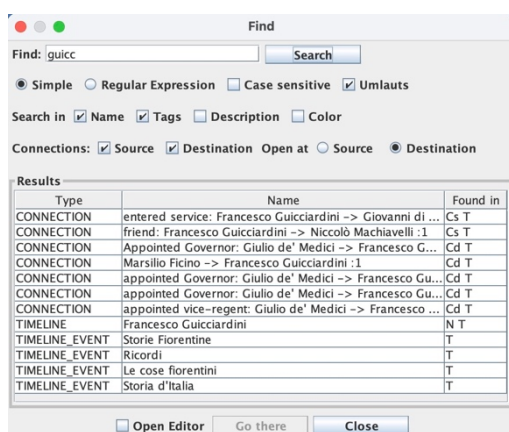 Find
Find: guicc Search
Simple Regular Expression Case sensitive Umlauts
Search in Name Tags Description Color
Connections: Source Destination Open at Source Destination
Results
Type Name Found in
CONNECTION entered service: Francesco Guicciardini -> Giovanni di ... Cs T
CONNECTION friend: Francesco Guicciardini -> Niccolò Machiavelli :1 Cs T
CONNECTION Appointed Governor: Giulio de' Medici -> Francesco G... Cd T
CONNECTION Marsilio Ficino -> Francesco Guicciardini :1 Cd T
CONNECTION appointed Governor: Giulio de' Medici -> Francesco Gu... Cd T
CONNECTION appointed Governor: Giulio de' Medici -> Francesco Gu... Cd T
CONNECTION appointed vice-regent: Giulio de' Medici -> Francesco ... Cd T
TIMELINE Francesco Guicciardini N T
TIMELINE_EVENT Storie Fiorentine T
TIMELINE_EVENT Ricordi T
TIMELINE_EVENT Le cose fiorentini T
TIMELINE_EVENT Storia d'Italia T
Open Editor Go there Close